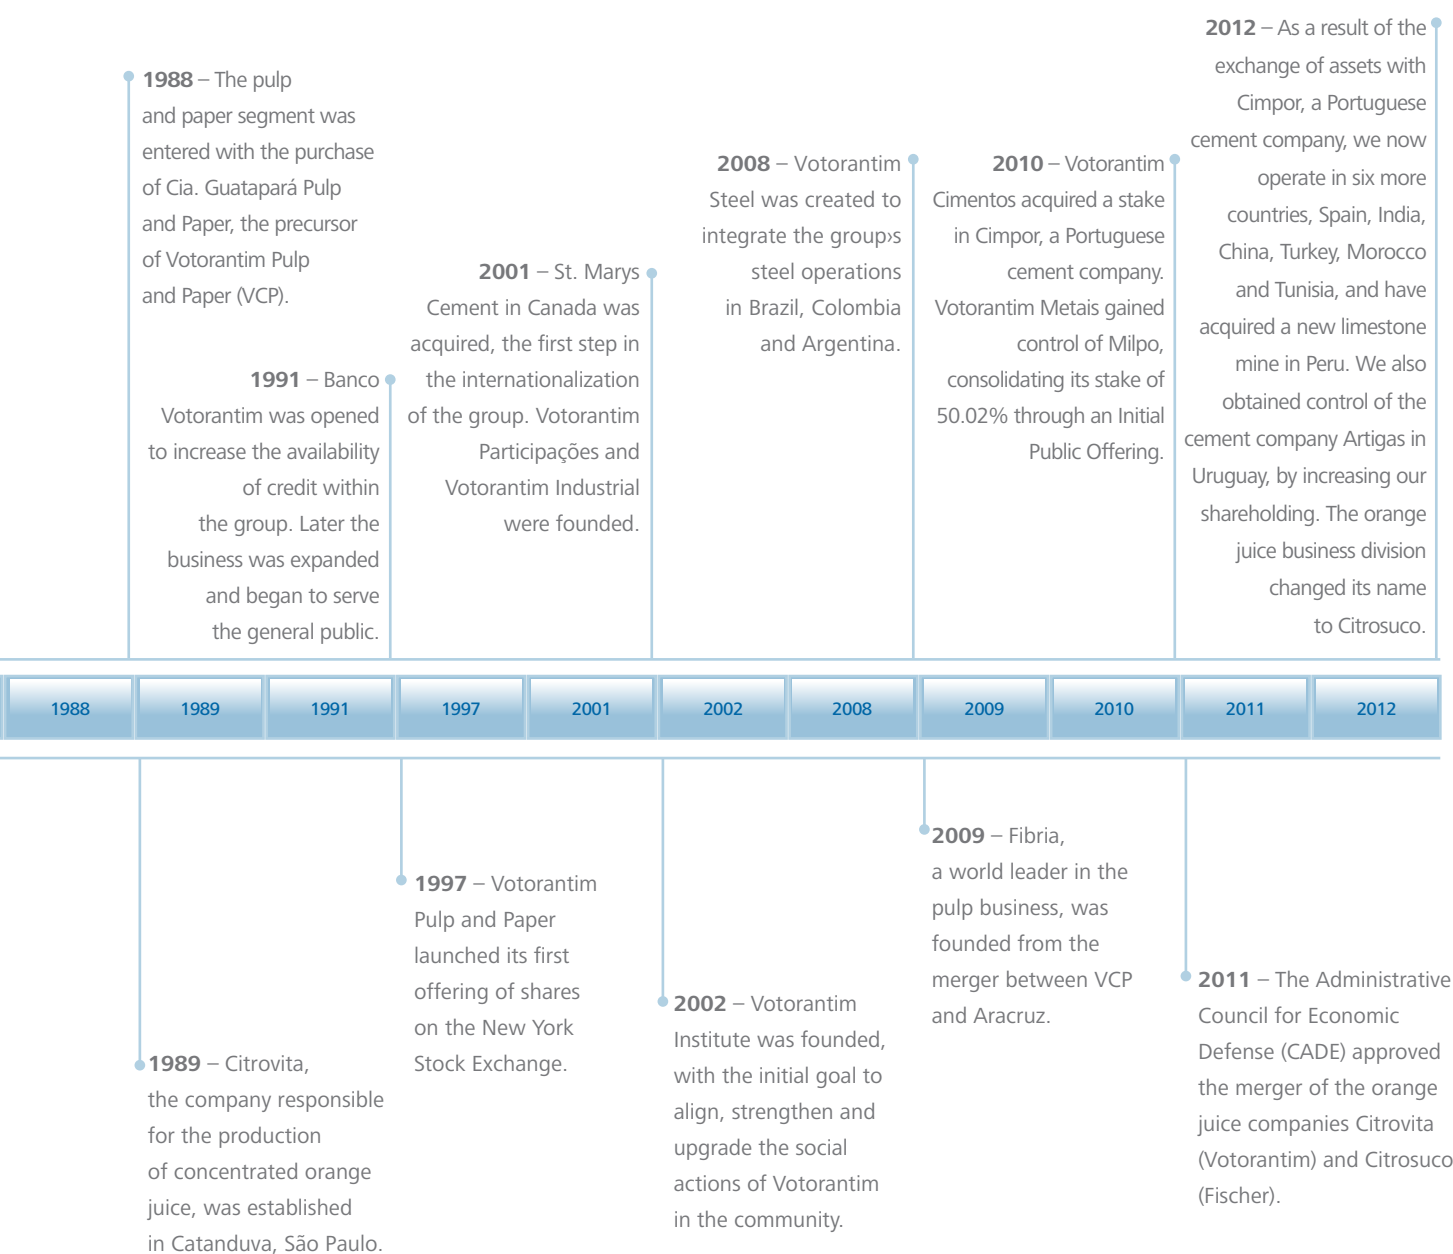 1988 – The pulp
and paper segment was
entered with the purchase
of Cia. Guatapará Pulp
and Paper, the precursor
of Votorantim Pulp
and Paper (VCP).
1991 – Banco
Votorantim was opened
to increase the availability
of credit within
the group. Later the
business was expanded
and began to serve
the general public.
2001 – St. Marys
Cement in Canada was
acquired, the first step in
the internationalization
of the group. Votorantim
Participações and
Votorantim Industrial
were founded.
2008 – Votorantim
Steel was created to
integrate the group›s
steel operations
in Brazil, Colombia
and Argentina.
2010 – Votorantim
Cimentos acquired a stake
in Cimpor, a Portuguese
cement company.
Votorantim Metais gained
control of Milpo,
consolidating its stake of
50.02% through an Initial
Public Offering.
2012 – As a result of the
exchange of assets with
Cimpor, a Portuguese
cement company, we now
operate in six more
countries, Spain, India,
China, Turkey, Morocco
and Tunisia, and have
acquired a new limestone
mine in Peru. We also
obtained control of the
cement company Artigas in
Uruguay, by increasing our
shareholding. The orange
juice business division
changed its name
to Citrosuco.
1988 1989 1991 1997 2001 2002 2008 2009 2010 2011 2012
1989 – Citrovita,
the company responsible
for the production
of concentrated orange
juice, was established
in Catanduva, São Paulo.
1997 – Votorantim
Pulp and Paper
launched its first
offering of shares
on the New York
Stock Exchange.
2002 – Votorantim
Institute was founded,
with the initial goal to
align, strengthen and
upgrade the social
actions of Votorantim
in the community.
2009 – Fibria,
a world leader in the
pulp business, was
founded from the
merger between VCP
and Aracruz.
2011 – The Administrative
Council for Economic
Defense (CADE) approved
the merger of the orange
juice companies Citrovita
(Votorantim) and Citrosuco
(Fischer).